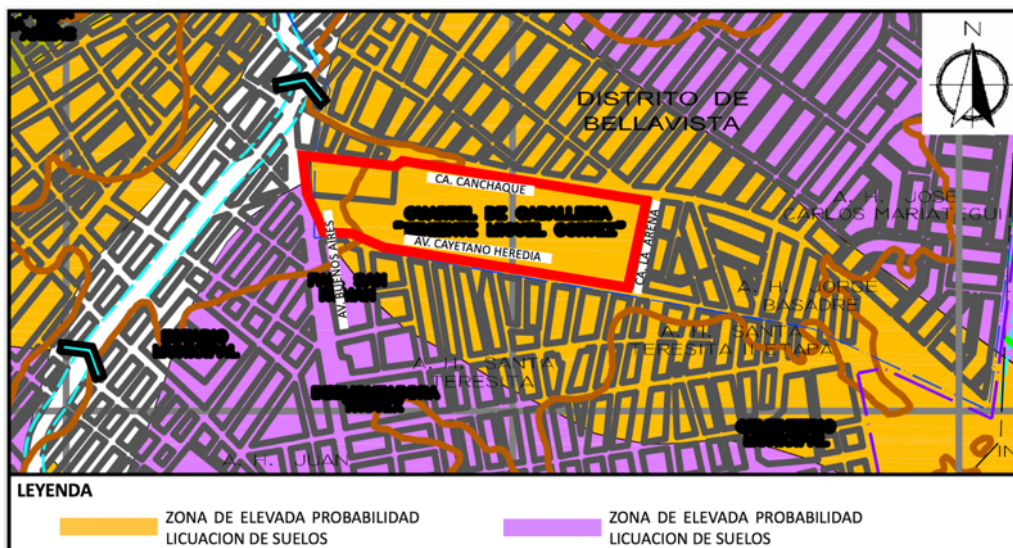 N
DISTRITO DE
BELLAVISTA
CA. CANCHAQUE
A. H. JOSE
CARLOS MARIATEGUI
CUARTEL DE CABALLERIA
AV. CAYETANO HEREDIA
AV. BUENOS AIRES
CA. LA ARENA
A. H. JORGE
BASADRE
A. H. SANTA
TERESITA II ETAPA
A. H. SANTA
TERESITA
A. H. JUAN
IN
LEYENDA
ZONA DE ELEVADA PROBABILIDAD
LICUACION DE SUELOS
ZONA DE ELEVADA PROBABILIDAD
LICUACION DE SUELOS